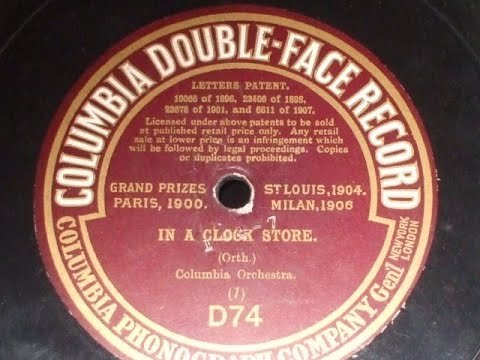 COLUMBIA DOUBLE-FACE RECORD
LETTERS PATENT.
10068 of 1896, 23406 of 1898,
23678 of 1901, and 6611 of 1907.
Licensed under above patents to be sold
at published retail price only. Any retail
sale at lower price is an infringement which
will be followed by legal proceedings. Copies
or duplicates prohibited.
GRAND PRIZES ST LOUIS, 1904.
PARIS, 1900. MILAN, 1906
IN A CLOCK STORE.
(Orth.)
Columbia Orchestra.
(1)
D74
COLUMBIA PHONOGRAPH COMPANY Genl
NEW YORK
LONDON